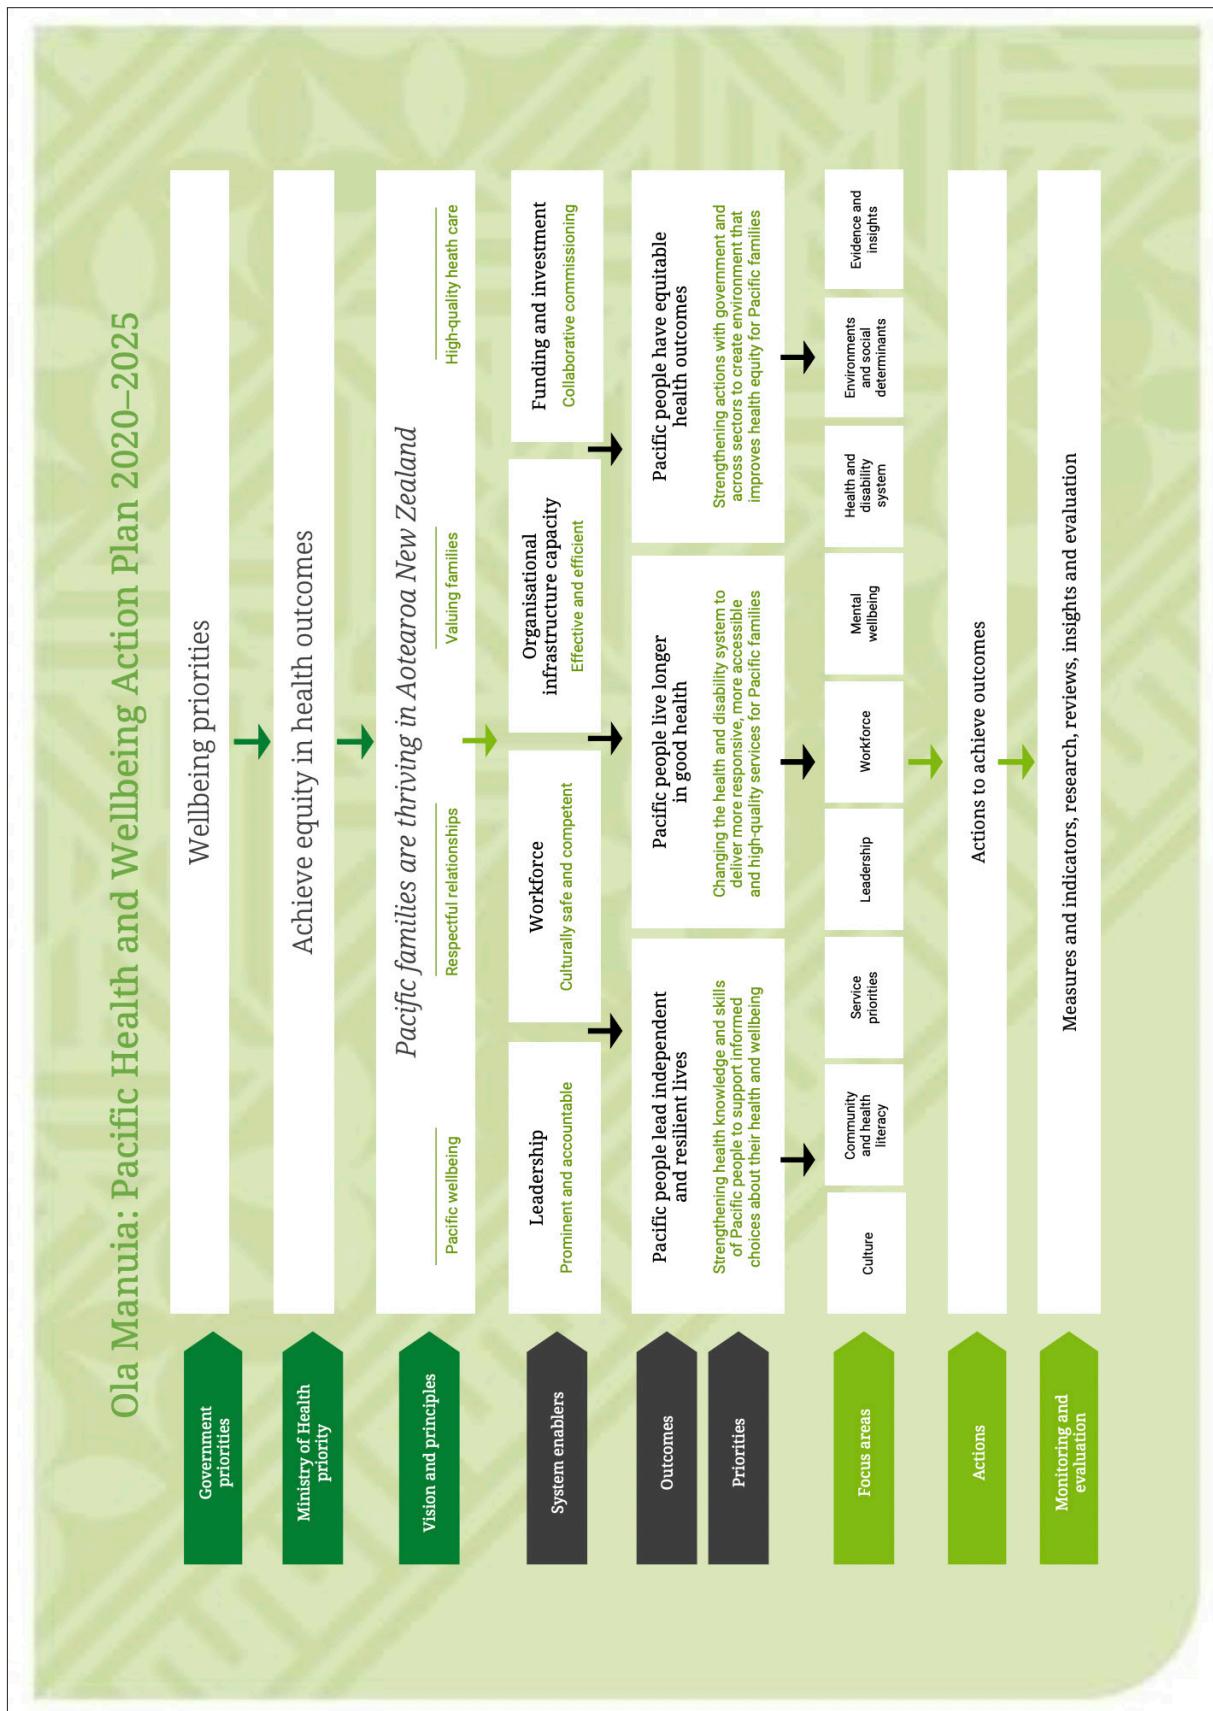 Ola Manuia: Pacific Health and Wellbeing Action Plan 2020–2025
Government
priorities
Wellbeing priorities
Ministry of Health
priority
Achieve equity in health outcomes
Vision and principles
Pacific families are thriving in Aotearoa New Zealand
Pacific wellbeing
Respectful relationships
Valuing families
High-quality heath care
System enablers
Leadership
Prominent and accountable
Workforce
Culturally safe and competent
Organisational
infrastructure capacity
Effective and efficient
Funding and investment
Collaborative commissioning
Outcomes
Priorities
Pacific people lead independent
and resilient lives
Strengthening health knowledge and skills
of Pacific people to support informed
choices about their health and wellbeing
Pacific people live longer
in good health
Changing the health and disability system to
deliver more responsive, more accessible
and high-quality services for Pacific families
Pacific people have equitable
health outcomes
Strengthening actions with government and
across sectors to create environment that
improves health equity for Pacific families
Focus areas
Culture
Community
and health
literacy
Service
priorities
Leadership
Workforce
Mental
wellbeing
Health and
disability
system
Environments
and social
determinants
Evidence and
insights
Actions
Actions to achieve outcomes
Monitoring and
evaluation
Measures and indicators, research, reviews, insights and evaluation